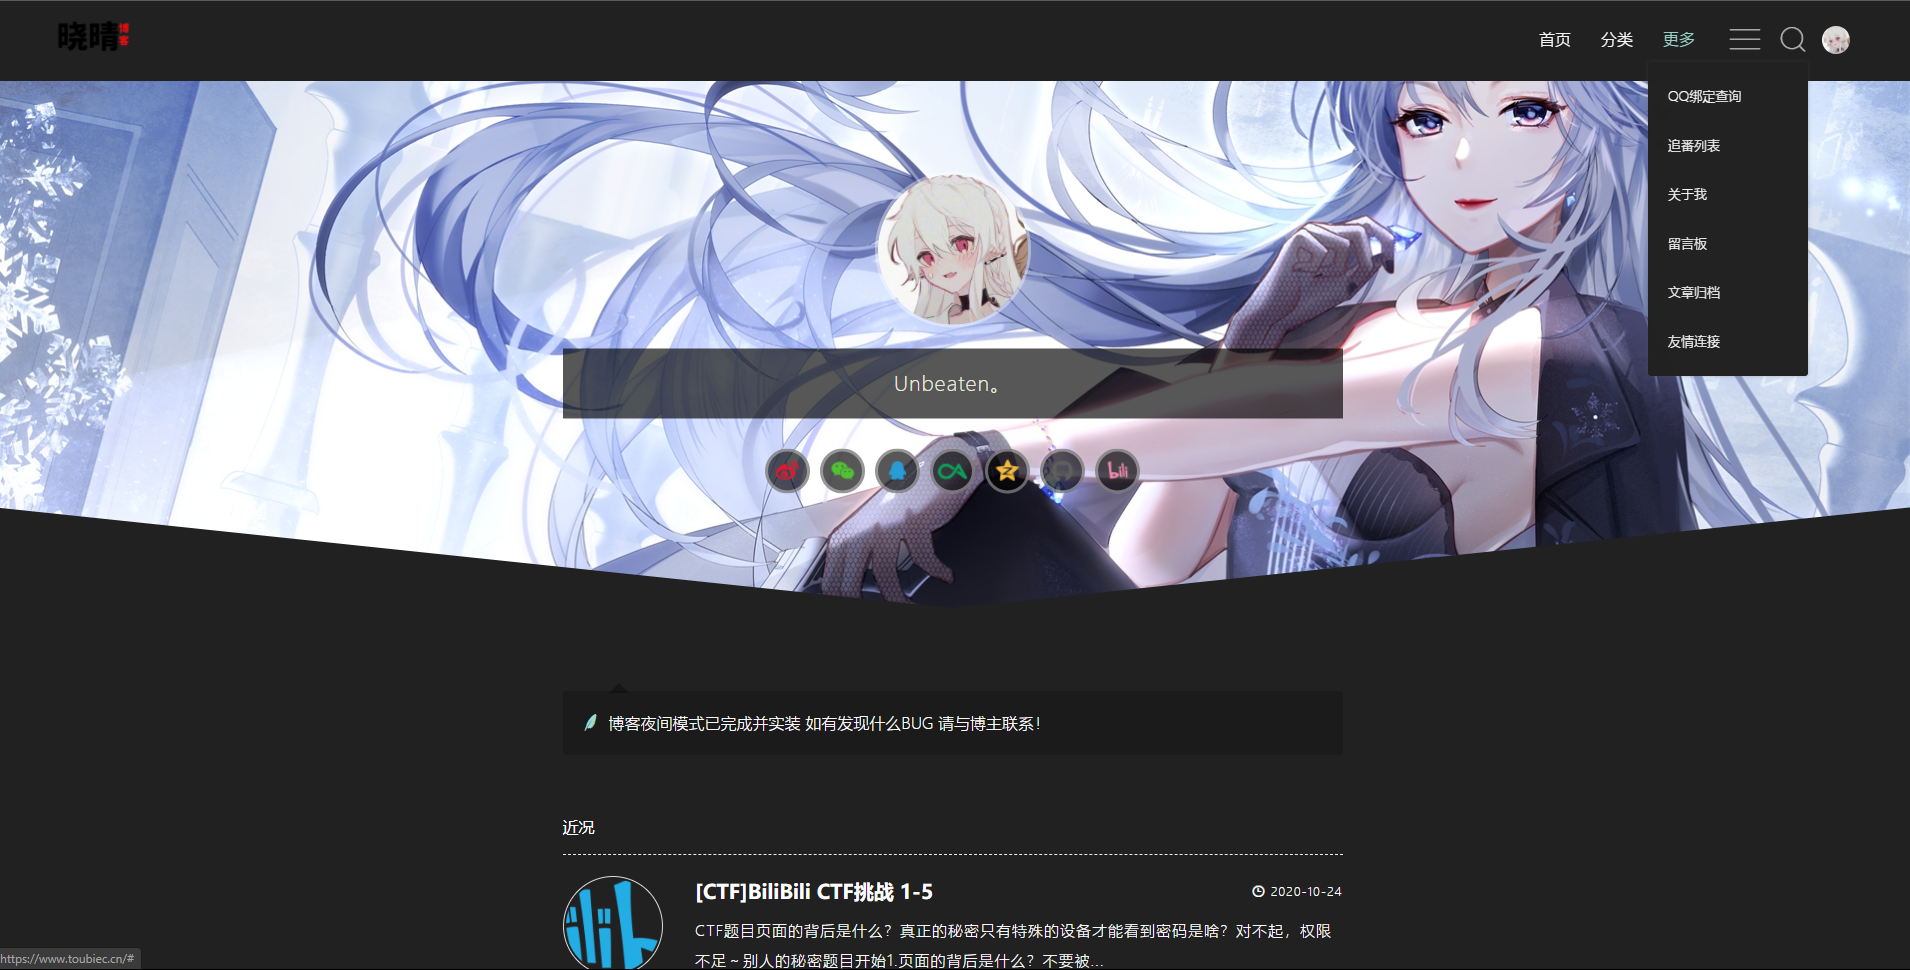 晓晴博客
首页 分类 更多
QQ绑定查询
追番列表
关于我
留言板
文章归档
友情连接
Unbeaten。
bili
博客夜间模式已完成并实装 如有发现什么BUG 请与博主联系！
近况
[CTF]BiliBili CTF挑战 1-5
2020-10-24
CTF题目页面的背后是什么？真正的秘密只有特殊的设备才能看到密码是啥？对不起，权限
不足～别人的秘密题目开始1.页面的背后是什么？不要被...
https://www.toubiec.cn/#